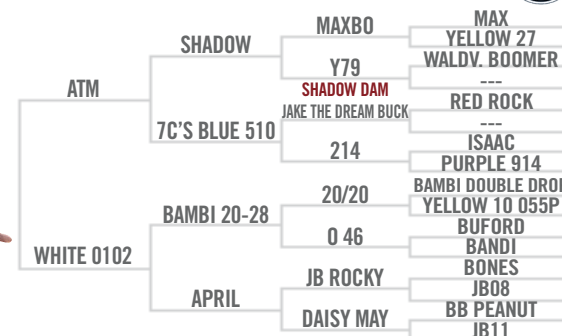 MAX
MAXBO
YELLOW 27
SHADOW
WALDV. BOOMER
Y79
---
ATM
SHADOW DAM
RED ROCK
JAKE THE DREAM BUCK
---
7C'S BLUE 510
ISAAC
214
PURPLE 914
BAMBI DOUBLE DRO
20/20
YELLOW 10 055P
BAMBI 20-28
BUFORD
O 46
BANDI
WHITE 0102
BONES
JB ROCKY
JB08
APRIL
BB PEANUT
DAISY MAY
JB11